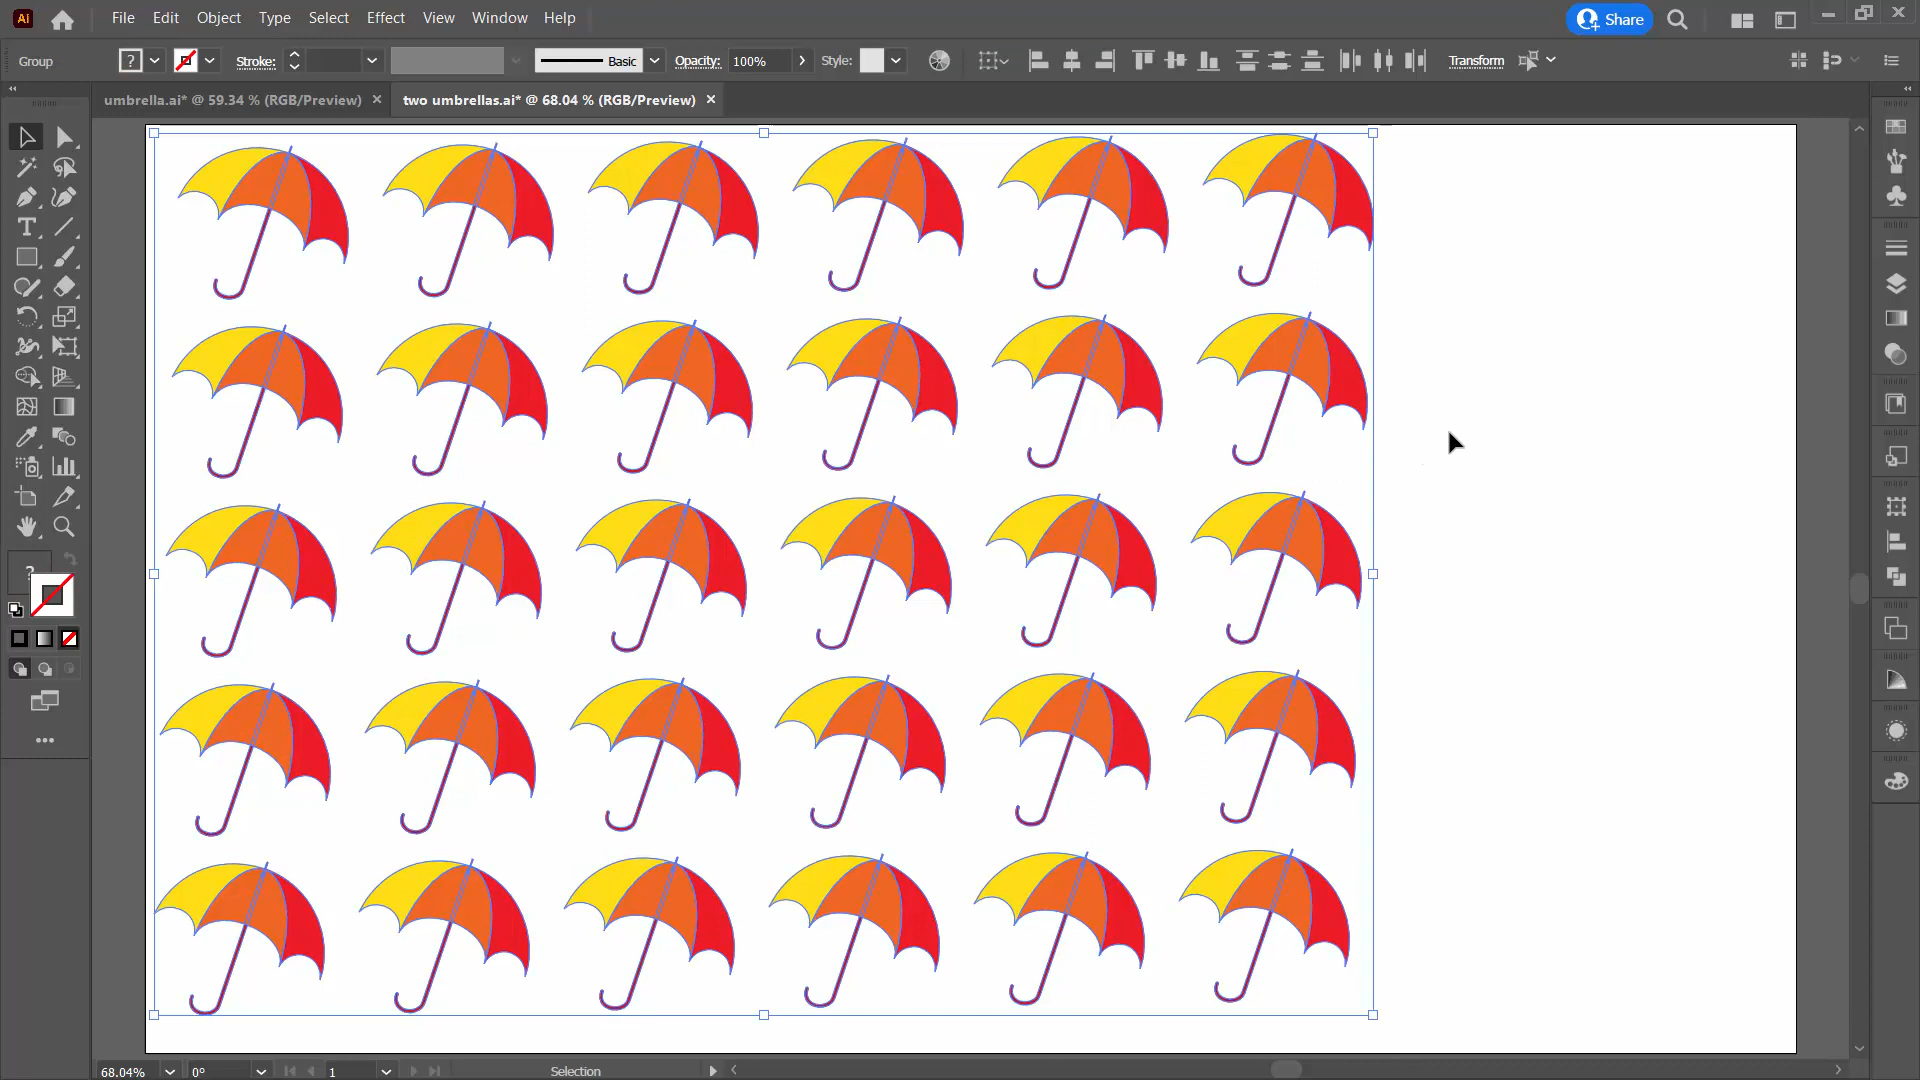 Ai File Edit Object Type Select Effect View Window Help Share
Group ? Stroke: Basic Opacity: 100% Style: Transform
umbrella.ai* @ 59.34 % (RGB/Preview) × two umbrellas.ai* @ 68.04 % (RGB/Preview) ×
T
?
68.04% 0° 1 Selection